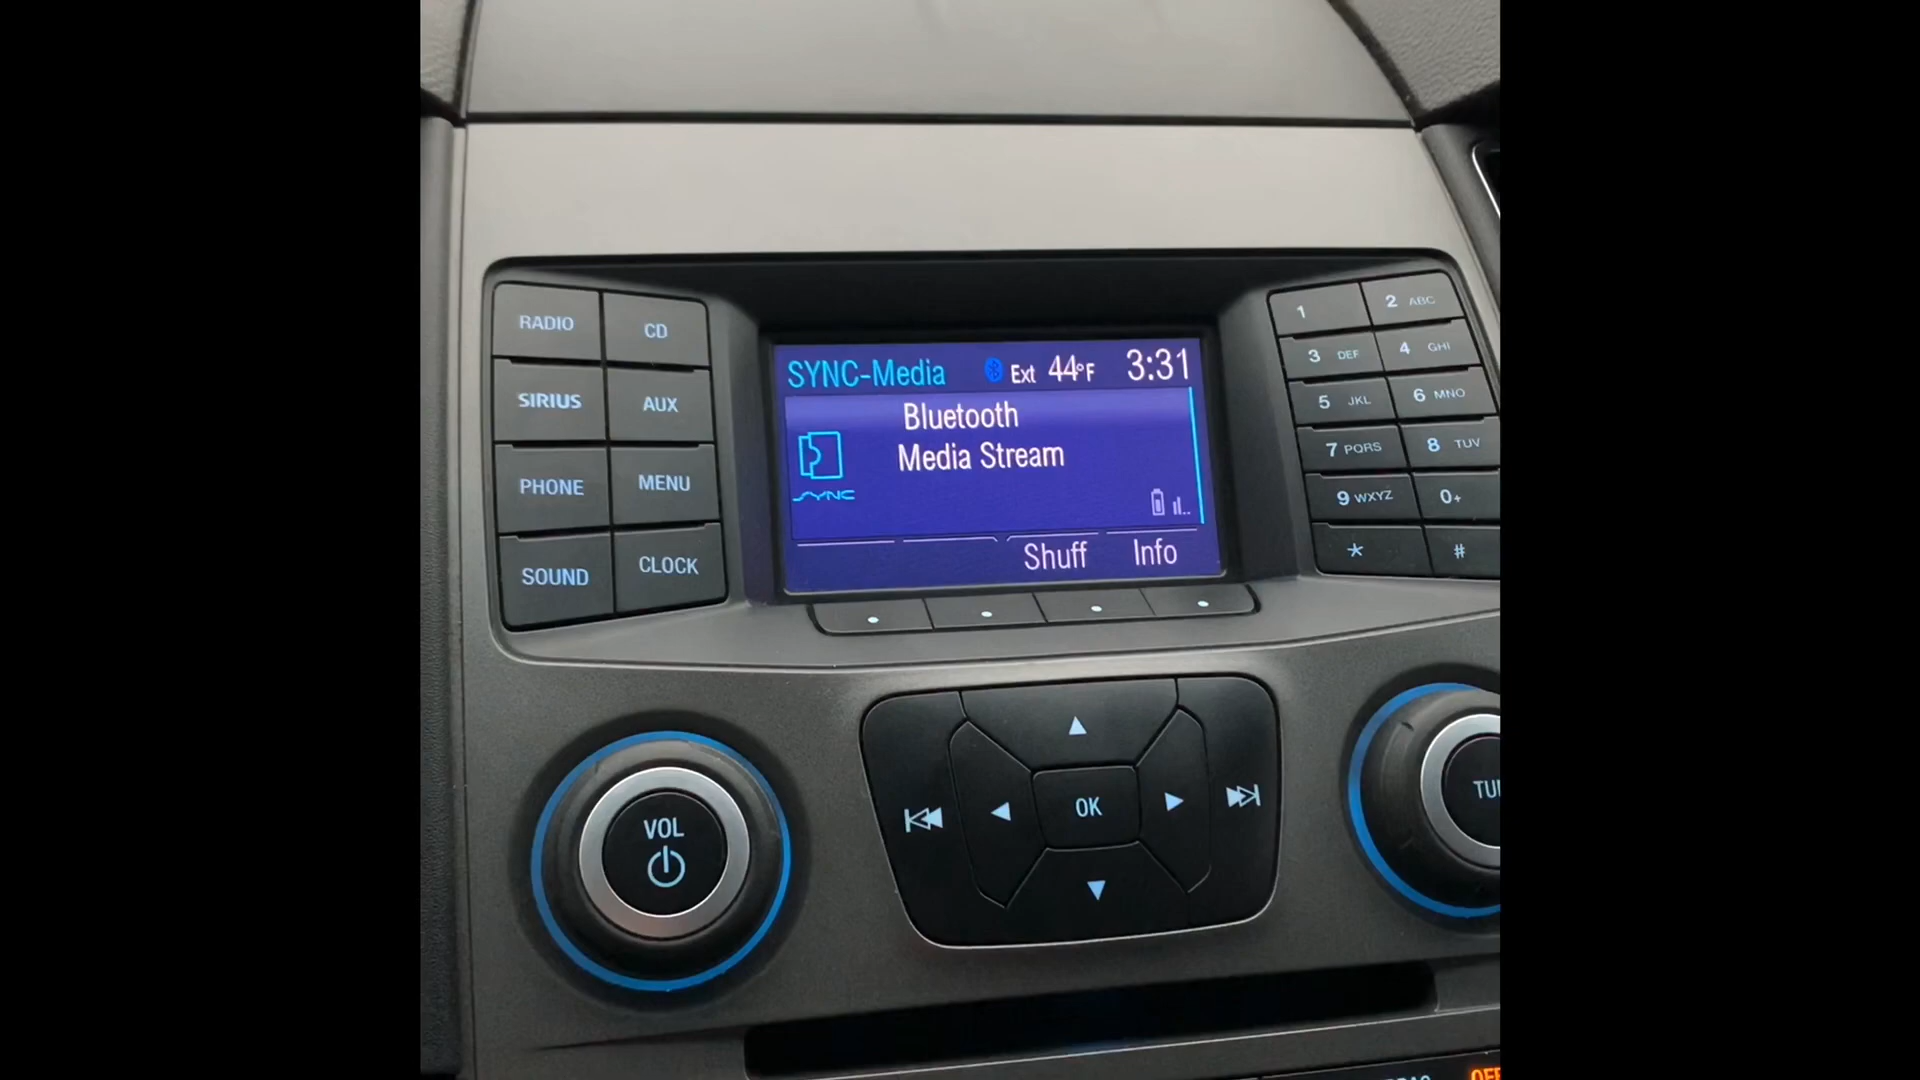 RADIO
CD
SIRIUS
AUX
PHONE
MENU
SOUND
CLOCK
SYNC-Media Ext 44°F 3:31
Bluetooth
Media Stream
SYNC
Shuff Info
1
2 ABC
3 DEF
4 GHI
5 JKL
6 MNO
7 PQRS
8 TUV
9 WXYZ
0+
*
#
VOL
OK